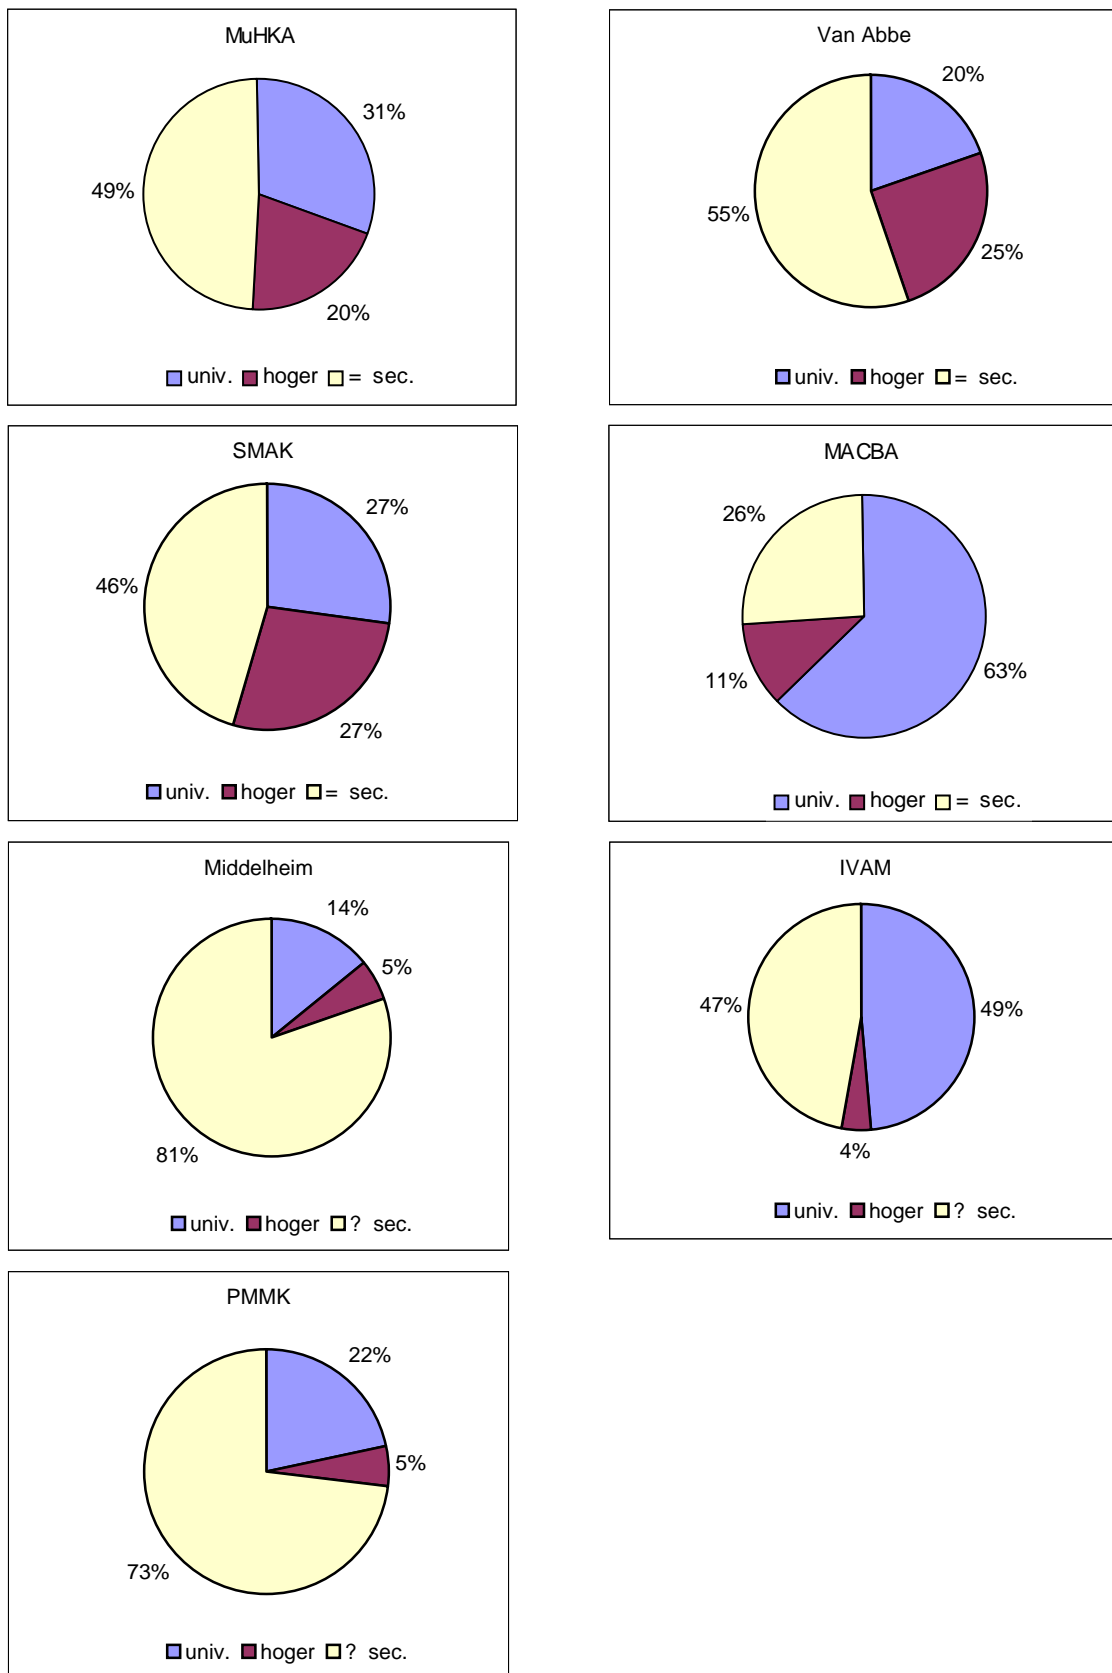 MuHKA
31%
49%
20%
univ. hoger = sec.
Van Abbe
20%
55%
25%
univ. hoger = sec.
SMAK
27%
46%
27%
univ. hoger = sec.
MACBA
26%
11%
63%
univ. hoger = sec.
Middelheim
14%
5%
81%
univ. hoger ? sec.
IVAM
47%
49%
4%
univ. hoger ? sec.
PMMK
22%
5%
73%
univ. hoger ? sec.